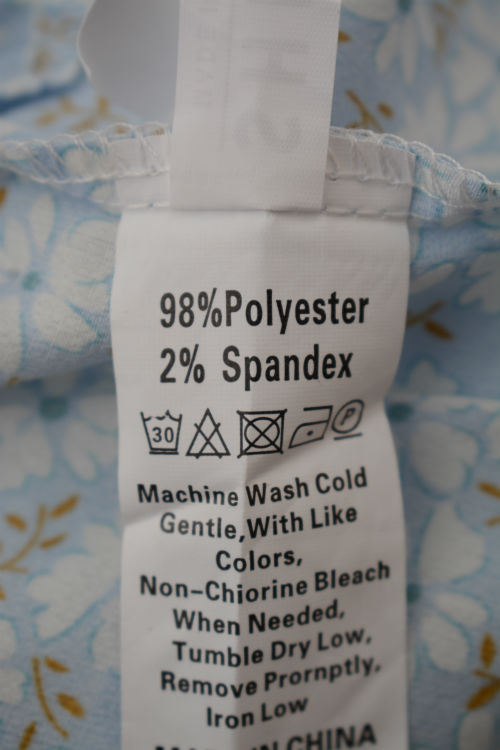 98%Polyester
2% Spandex
30
P
Machine Wash Cold
Gentle,With Like
Colors,
Non-Chiorine Bleach
When Needed,
Tumble Dry Low,
Remove Prornptly,
Iron Low
IN CHINA